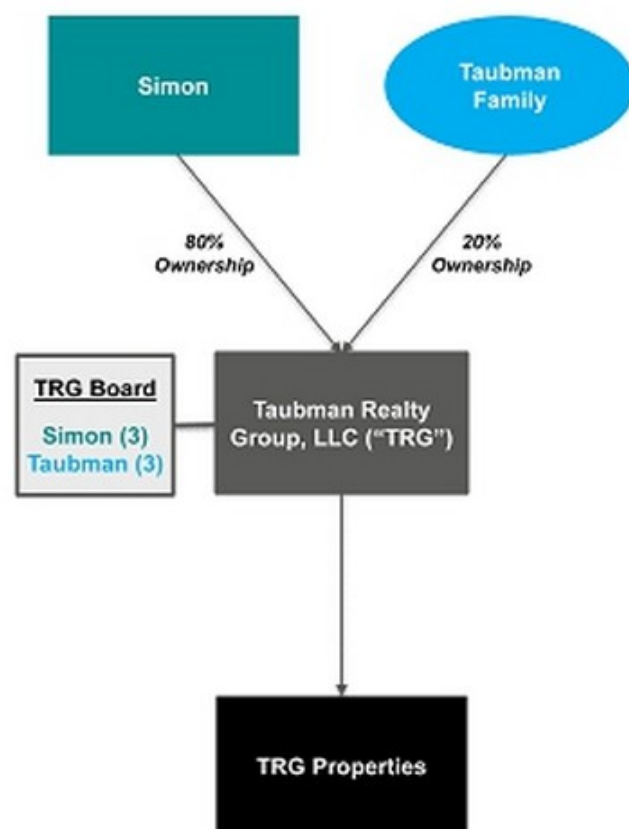 Simon
Taubman
Family
80%
Ownership
20%
Ownership
TRG Board
Simon (3)
Taubman (3)
Taubman Realty
Group, LLC (“TRG”)
TRG Properties